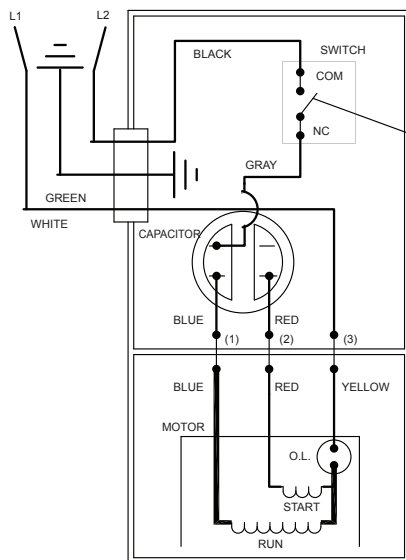 L1
L2
BLACK
SWITCH
COM
NC
GRAY
GREEN
WHITE
CAPACITOR
BLUE
RED
(1)
(2)
(3)
BLUE
RED
YELLOW
MOTOR
O.L.
START
RUN